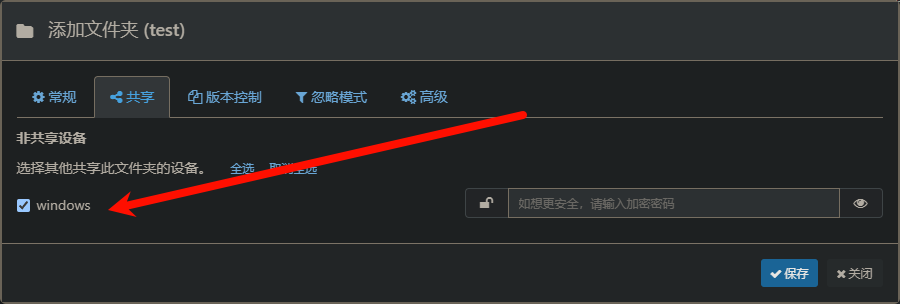 添加文件夹 (test)
常规 共享 版本控制 忽略模式 高级
非共享设备
选择其他共享此文件夹的设备。 全选 取消全选
windows 如想更安全，请输入加密密码
保存 关闭